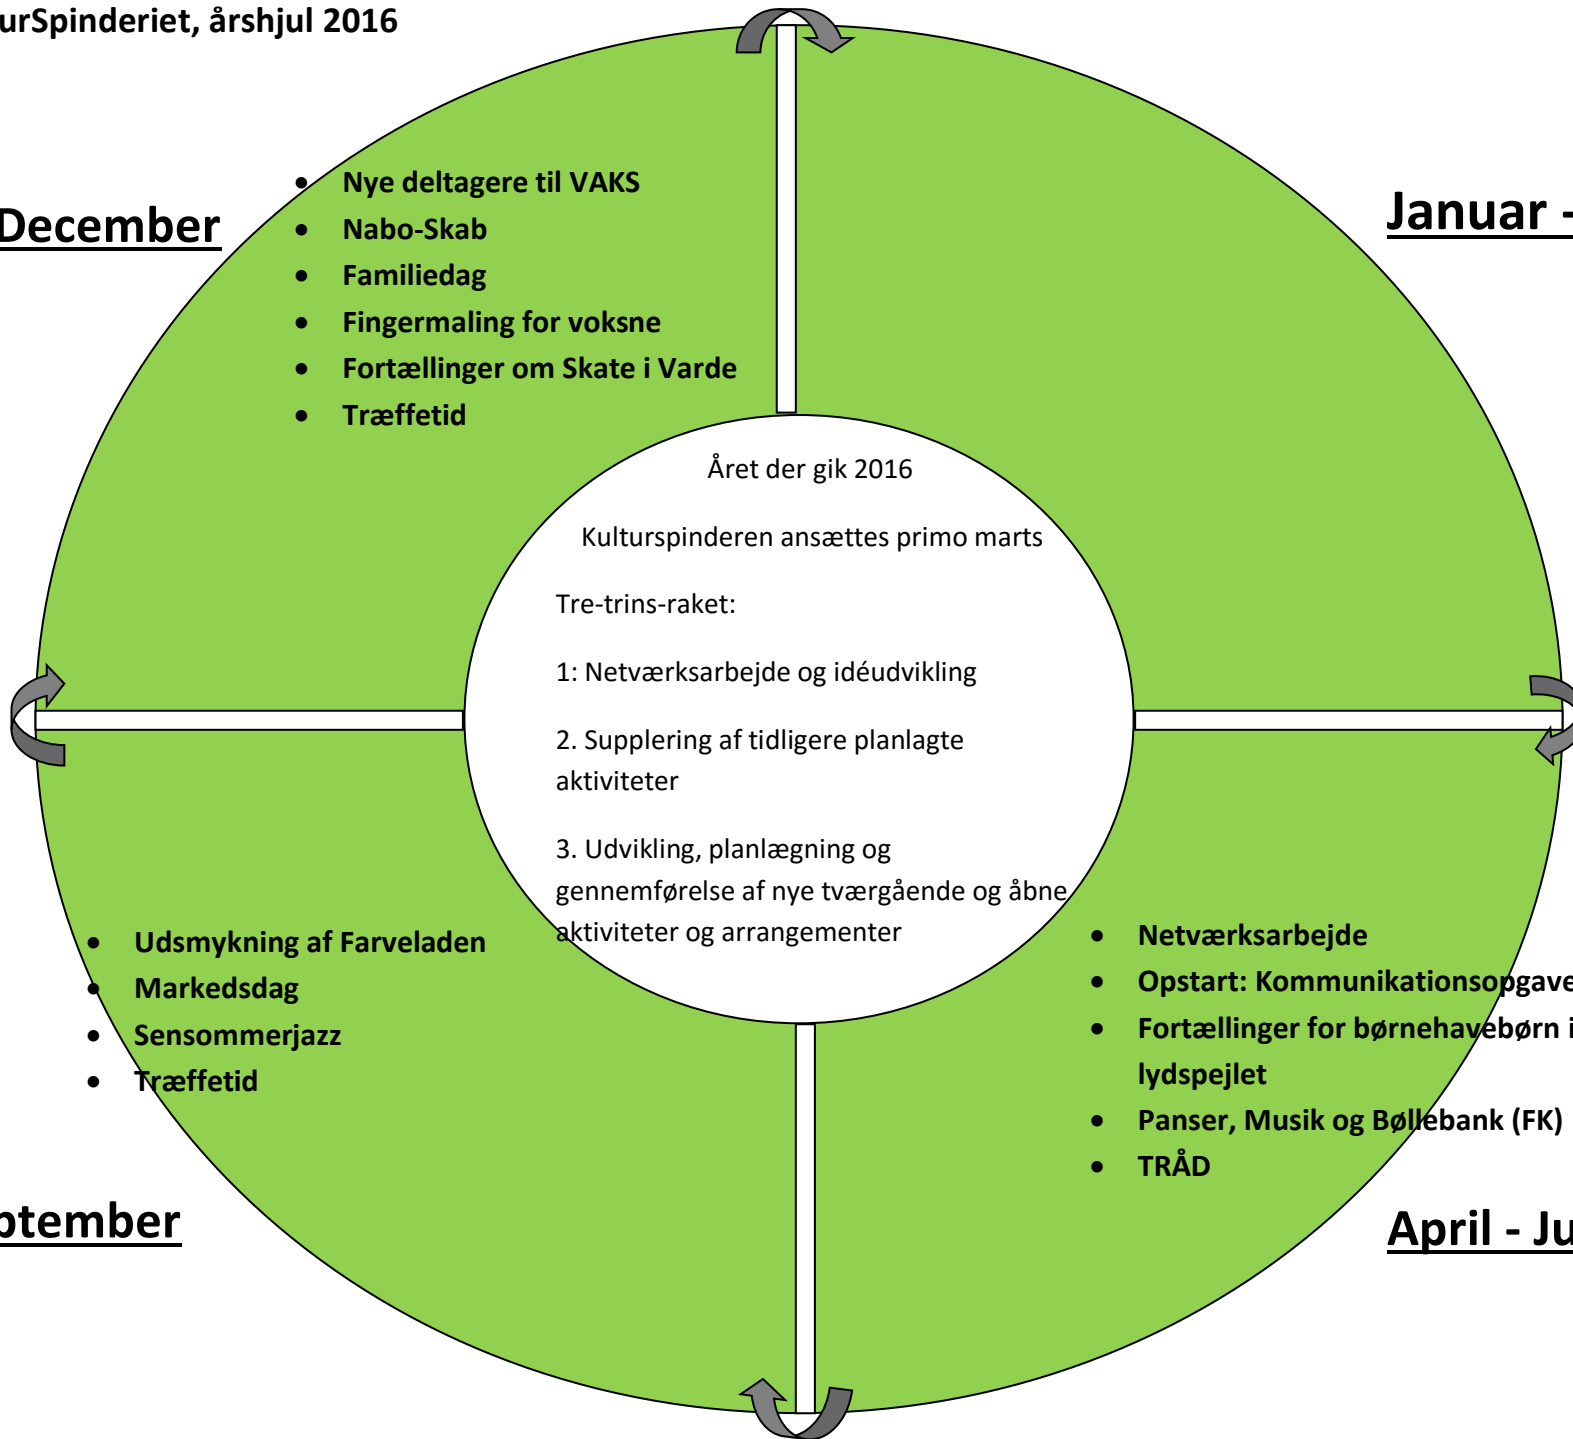 urSpinderiet, årshjul 2016
December
Januar -
• Nye deltagere til VAKS
• Nabo-Skab
• Familiedag
• Fingermaling for voksne
• Fortællinger om Skate i Varde
• Træffetid
Året der gik 2016
Kulturspinderen ansættes primo marts
Tre-trins-raket:
1: Netværksarbejde og idéudvikling
2. Supplering af tidligere planlagte
aktiviteter
3. Udvikling, planlægning og
gennemførelse af nye tværgående og åbne
aktiviteter og arrangementer
• Udsmykning af Farveladen
• Markedsdag
• Sensommerjazz
• Træffetid
• Netværksarbejde
• Opstart: Kommunikationsopgave
• Fortællinger for børnehavebørn i
lydspejlet
• Panser, Musik og Bøllebank (FK)
• TRÅD
ptember
April - Ju